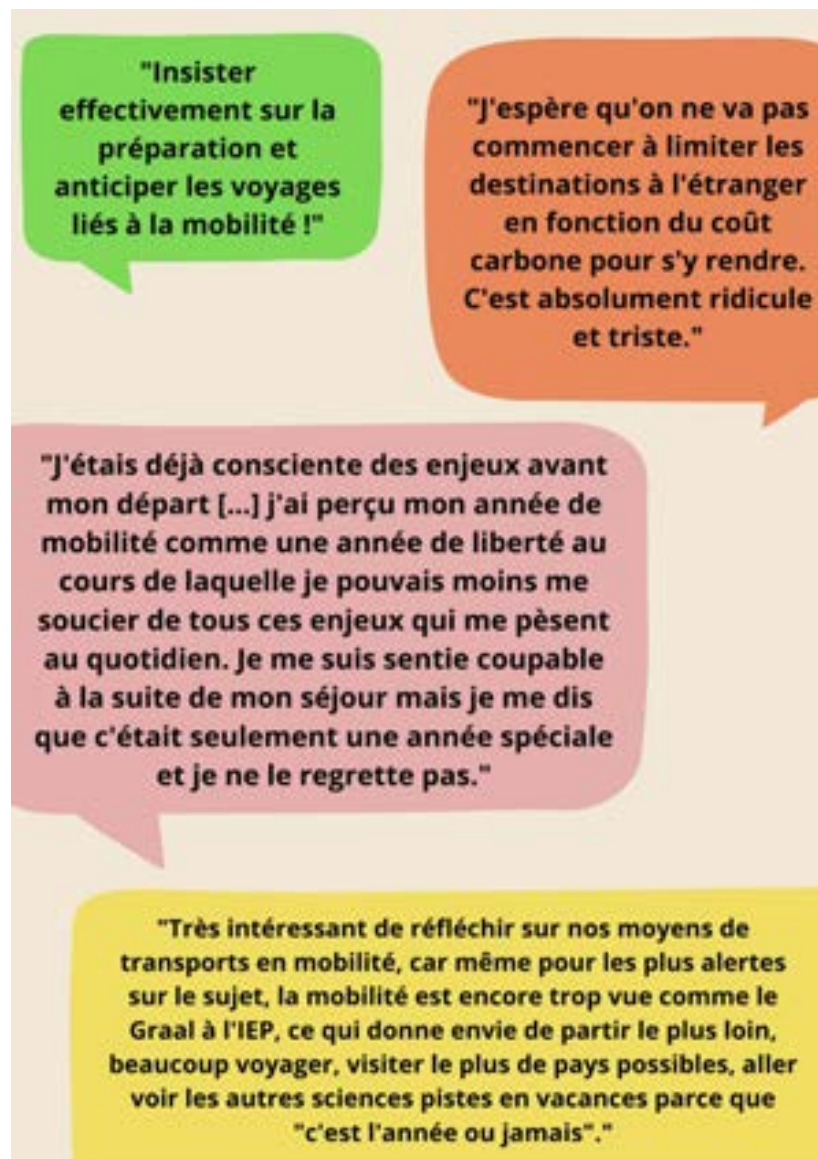 "Insister
effectivement sur la
préparation et
anticiper les voyages
liés à la mobilité !"
"J'espère qu'on ne va pas
commencer à limiter les
destinations à l'étranger
en fonction du coût
carbone pour s'y rendre.
C'est absolument ridicule
et triste."
"J'étais déjà consciente des enjeux avant
mon départ [...] j'ai perçu mon année de
mobilité comme une année de liberté au
cours de laquelle je pouvais moins me
soucier de tous ces enjeux qui me pèsent
au quotidien. Je me suis sentie coupable
à la suite de mon séjour mais je me dis
que c'était seulement une année spéciale
et je ne le regrette pas."
"Très intéressant de réfléchir sur nos moyens de
transports en mobilité, car même pour les plus alertes
sur le sujet, la mobilité est encore trop vue comme le
Graal à l'IEP, ce qui donne envie de partir le plus loin,
beaucoup voyager, visiter le plus de pays possibles, aller
voir les autres sciences pistes en vacances parce que
"c'est l'année ou jamais"."